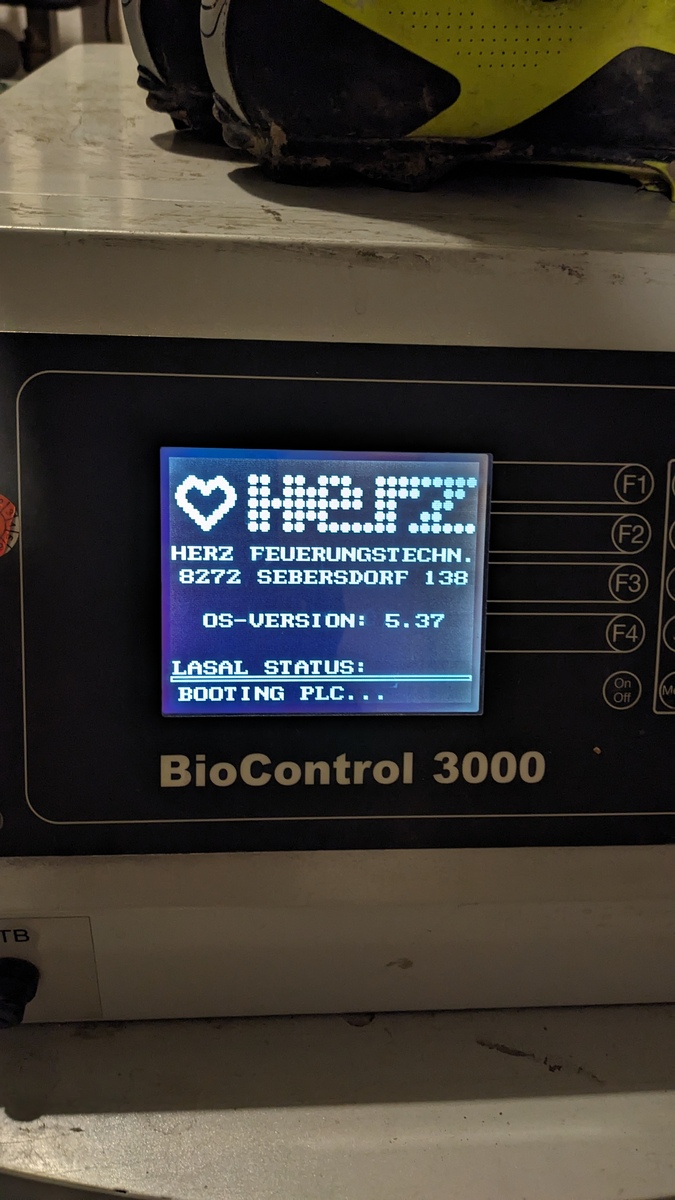 Herz
HERZ FEUERUNGSTECHN.
8272 SEBERSDORF 138
OS-VERSION: 5.37
LASAL STATUS:
BOOTING PLC...
F1
F2
F3
F4
On
Off
BioControl 3000
TB